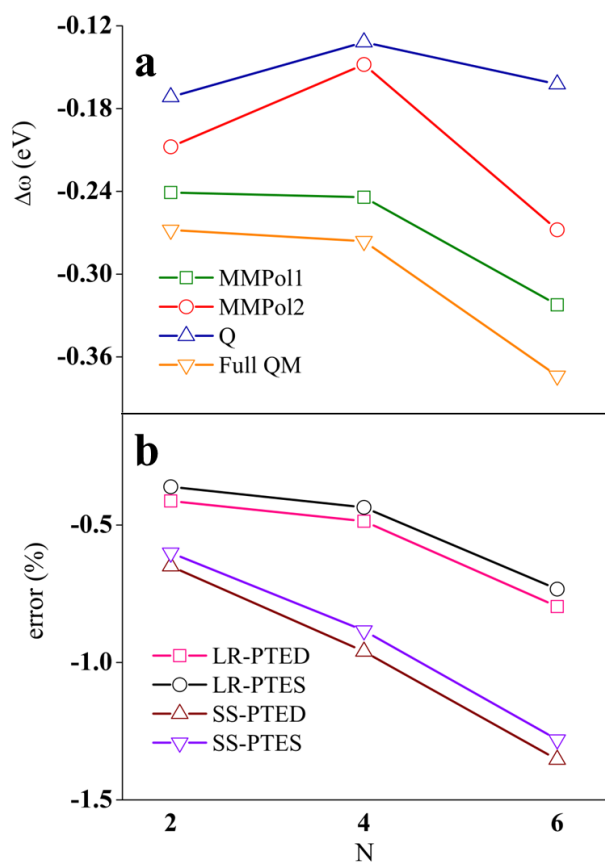 -0.12
a
-0.18
-0.24
-0.30
-0.36
Δω (eV)
MMPol1
MMPol2
Q
Full QM
b
-0.5
-1.0
-1.5
error (%)
LR-PTED
LR-PTES
SS-PTED
SS-PTES
2 4 6
N